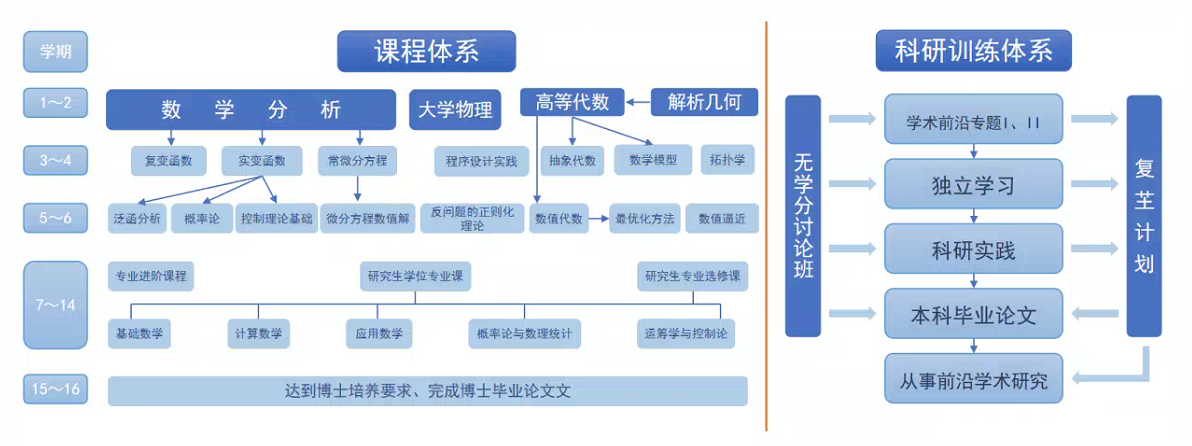 学期
课程体系
1～2
数学分析
大学物理
高等代数
解析几何
3～4
复变函数
实变函数
常微分方程
程序设计实践
抽象代数
数学模型
拓扑学
5～6
泛函分析
概率论
控制理论基础
微分方程数值解
反问题的正则化
理论
数值代数
最优化方法
数值逼近
7～14
专业进阶课程
研究生学位专业课
研究生专业选修课
基础数学
计算数学
应用数学
概率论与数理统计
运筹学与控制论
15～16
达到博士培养要求、完成博士毕业论文文
科研训练体系
无学分讨论班
学术前沿专题I、II
独立学习
科研实践
本科毕业论文
从事前沿学术研究
复芏计划